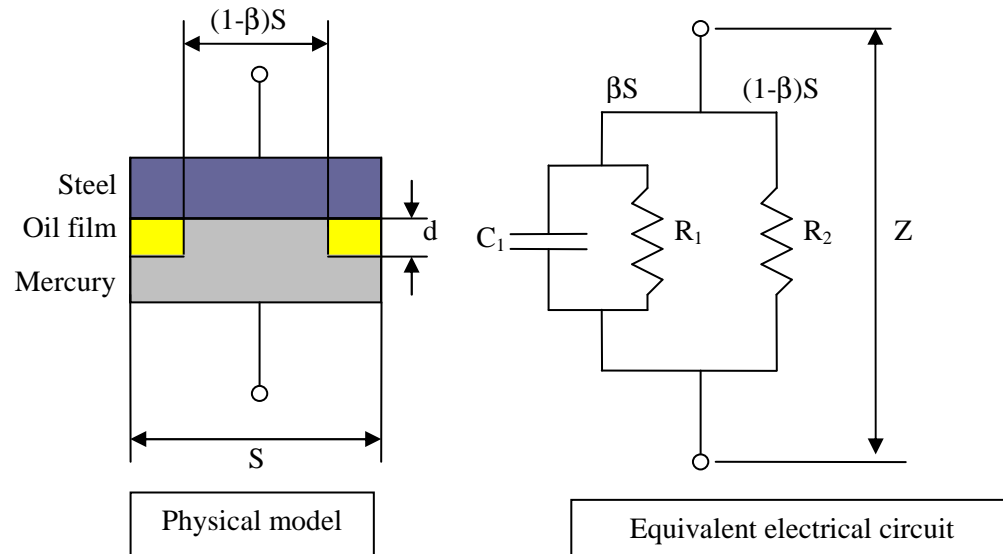 (1-β)S
Steel
Oil film
d
Mercury
S
Physical model
βS
(1-β)S
C₁
R₁
R₂
Z
Equivalent electrical circuit